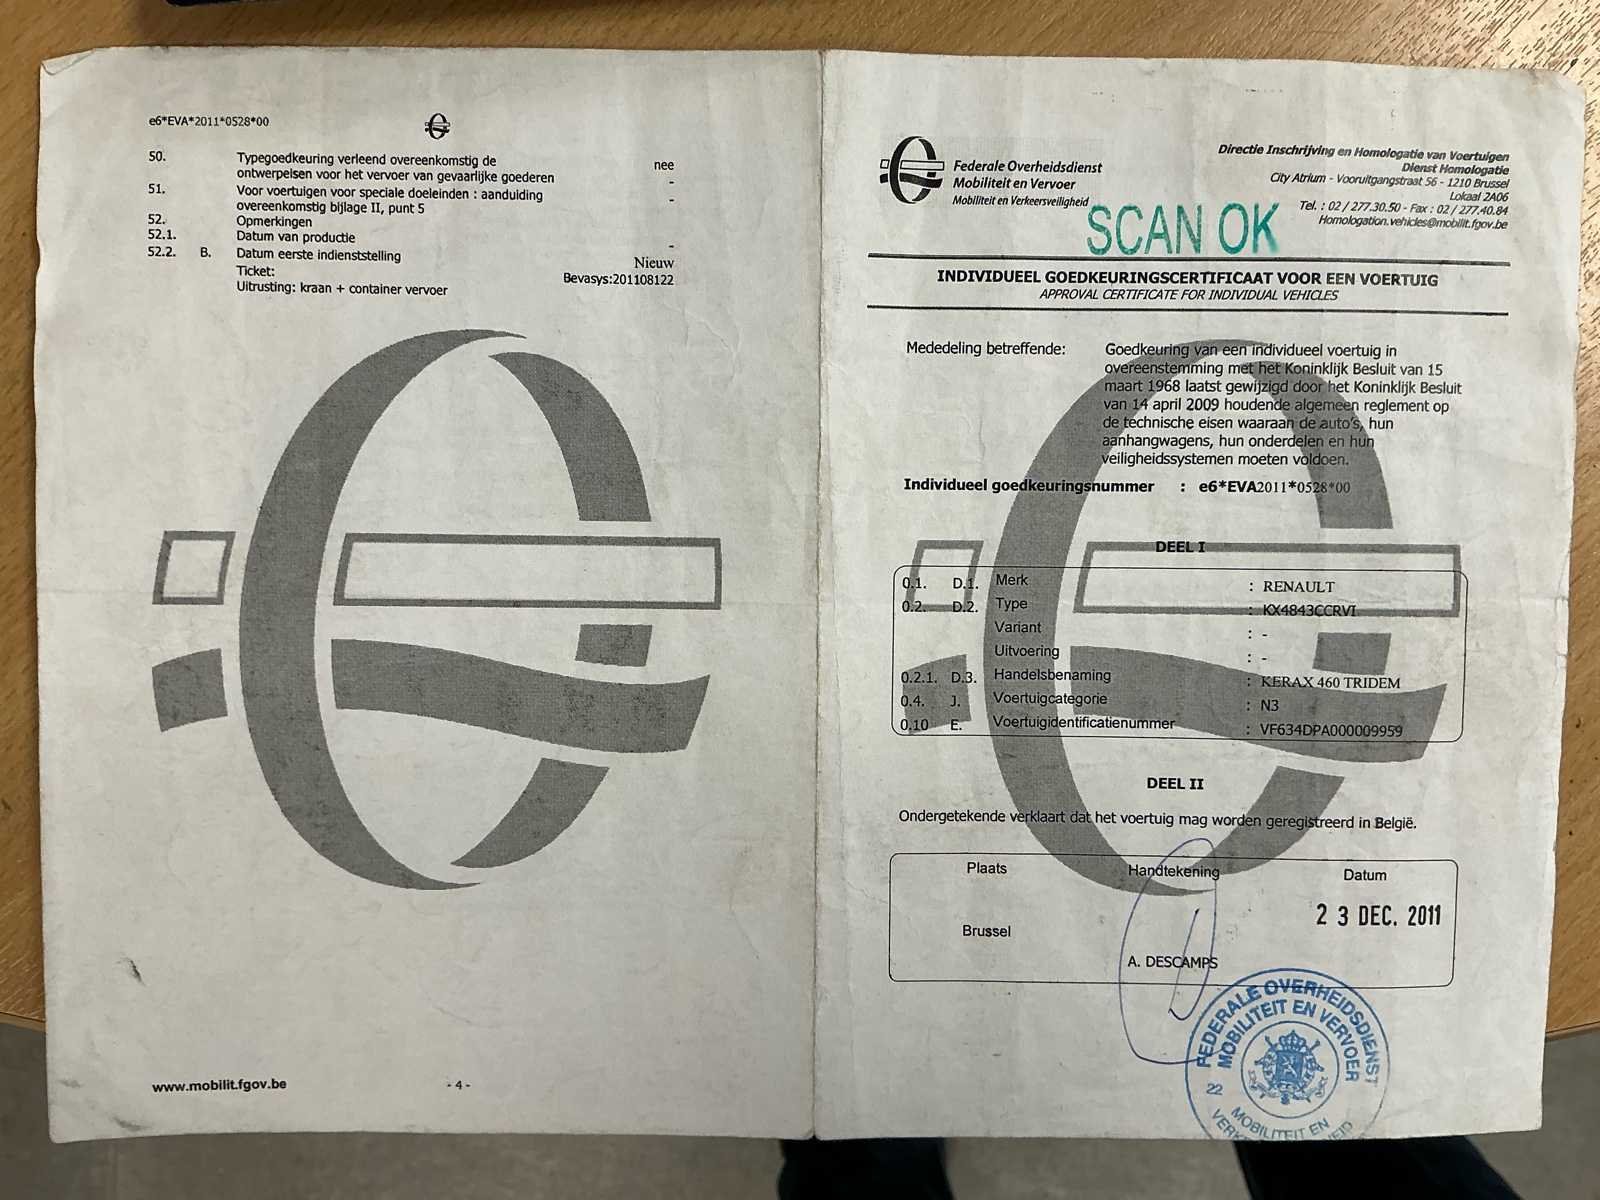 e6*EVA*2011*0528*00
50. Typegoedkeuring verleend overeenkomstig de
ontwerpeisen voor het vervoer van gevaarlijke goederen nee
-
51. Voor voertuigen voor speciale doeleinden : aanduiding
overeenkomstig bijlage II, punt 5 -
52. Opmerkingen
52.1. Datum van productie -
52.2. B. Datum eerste indienststelling Nieuw
Ticket: Bevasys:201108122
Uitrusting: kraan + container vervoer
www.mobilit.fgov.be
- 4 -
Federale Overheidsdienst
Mobiliteit en Vervoer
Mobiliteit en Verkeersveiligheid
Directie Inschrijving en Homologatie van Voertuigen
Dienst Homologatie
City Atrium - Vooruitgangstraat 56 - 1210 Brussel
Lokaal 2A06
Tel. : 02 / 277.30.50 - Fax : 02 / 277.40.84
Homologation.vehicles@mobilit.fgov.be
SCAN OK
INDIVIDUEEL GOEDKEURINGSCERTIFICAAT VOOR EEN VOERTUIG
APPROVAL CERTIFICATE FOR INDIVIDUAL VEHICLES
Mededeling betreffende: Goedkeuring van een individueel voertuig in
overeenstemming met het Koninklijk Besluit van 15
maart 1968 laatst gewijzigd door het Koninklijk Besluit
van 14 april 2009 houdende algemeen reglement op
de technische eisen waaraan de auto's, hun
aanhangwagens, hun onderdelen en hun
veiligheidssystemen moeten voldoen.
Individueel goedkeuringsnummer : e6*EVA2011*0528*00
DEEL I
0.1. D.1. Merk : RENAULT
0.2. D.2. Type : KX4843CCRVI
Variant : -
Uitvoering : -
0.2.1. D.3. Handelsbenaming : KERAX 460 TRIDEM
0.4. J. Voertuigcategorie : N3
0.10 E. Voertuigidentificatienummer : VF634DPA000009959
DEEL II
Ondergetekende verklaart dat het voertuig mag worden geregistreerd in België.
Plaats Handtekening Datum
23 DEC. 2011
Brussel
A. DESCAMPS
FEDERALE OVERHEIDSDIENST
MOBILITEIT EN VERVOER
22
MOBILITEIT EN